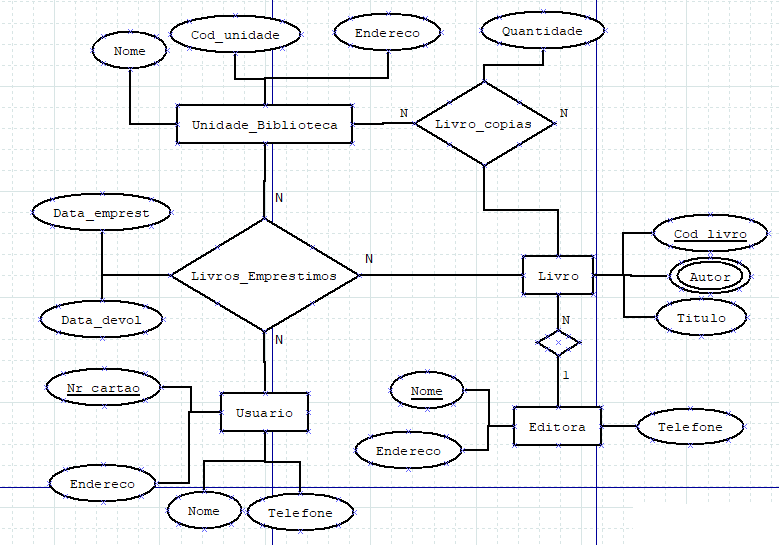 Nome
Cod_unidade
Endereco
Quantidade
Unidade_Biblioteca
N
Livro_copias
N
N
Data_emprest
Livros_Emprestimos
N
Data_devol
N
Livro
Cod_livro
Autor
Titulo
N
1
Nr_cartao
Usuario
Endereco
Nome
Telefone
Nome
Endereco
Editora
Telefone